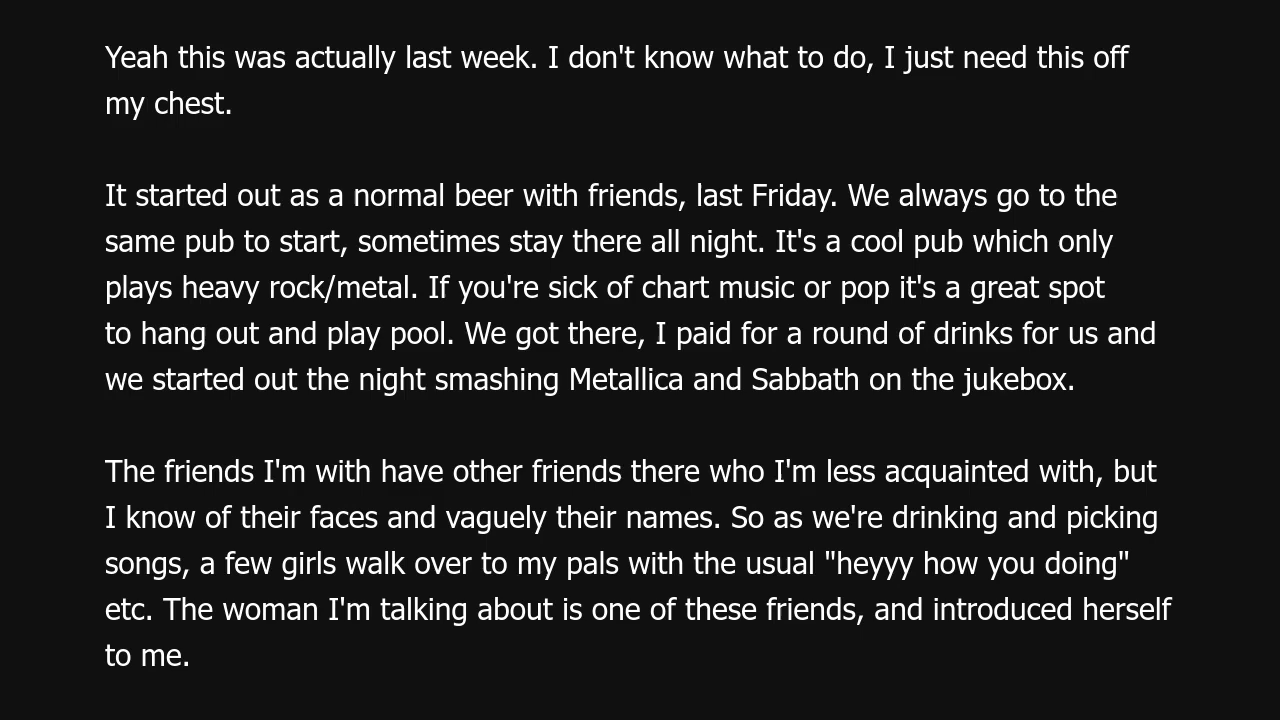 Yeah this was actually last week. I don't know what to do, I just need this off
my chest.
It started out as a normal beer with friends, last Friday. We always go to the
same pub to start, sometimes stay there all night. It's a cool pub which only
plays heavy rock/metal. If you're sick of chart music or pop it's a great spot
to hang out and play pool. We got there, I paid for a round of drinks for us and
we started out the night smashing Metallica and Sabbath on the jukebox.
The friends I'm with have other friends there who I'm less acquainted with, but
I know of their faces and vaguely their names. So as we're drinking and picking
songs, a few girls walk over to my pals with the usual "heyyy how you doing"
etc. The woman I'm talking about is one of these friends, and introduced herself
to me.